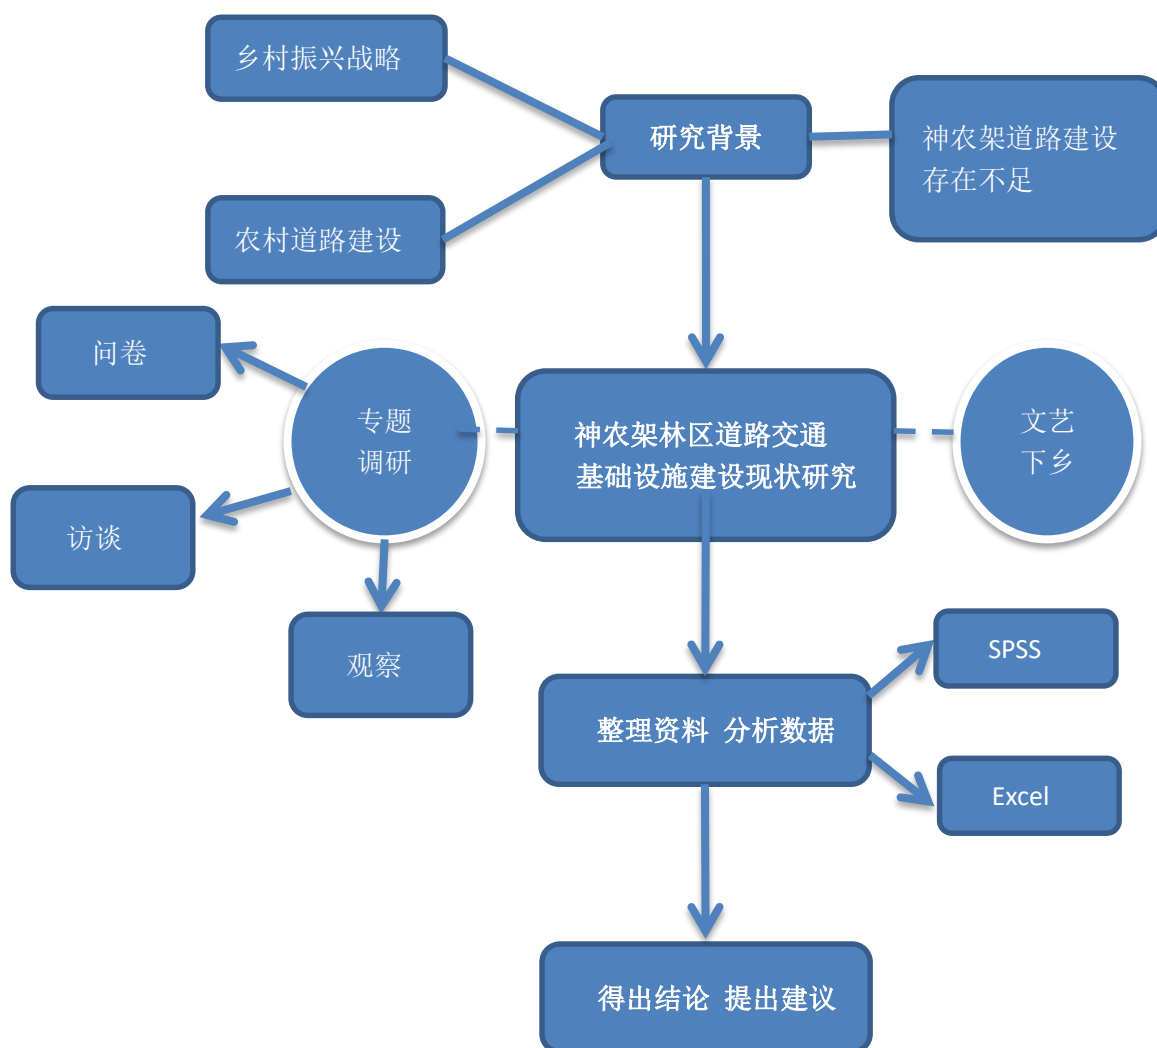 乡村振兴战略
研究背景
神农架道路建设
存在不足
农村道路建设
问卷
专题
调研
神农架林区道路交通
基础设施建设现状研究
文艺
下乡
访谈
观察
SPSS
整理资料 分析数据
Excel
得出结论 提出建议